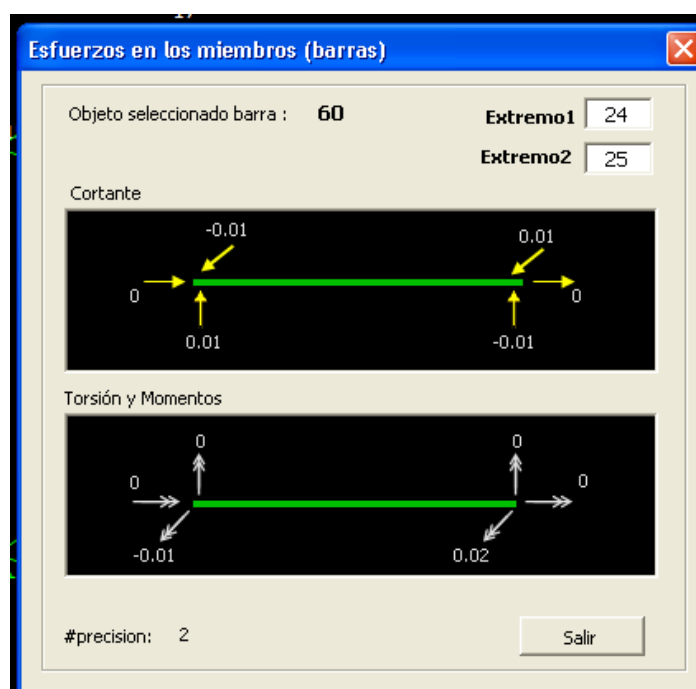 Esfuerzos en los miembros (barras)
Objeto seleccionado barra : 60
Extremo1 24
Extremo2 25
Cortante
-0.01 0.01
0 0
0.01 -0.01
Torsión y Momentos
0 0
0 0
-0.01 0.02
#precision: 2
Salir